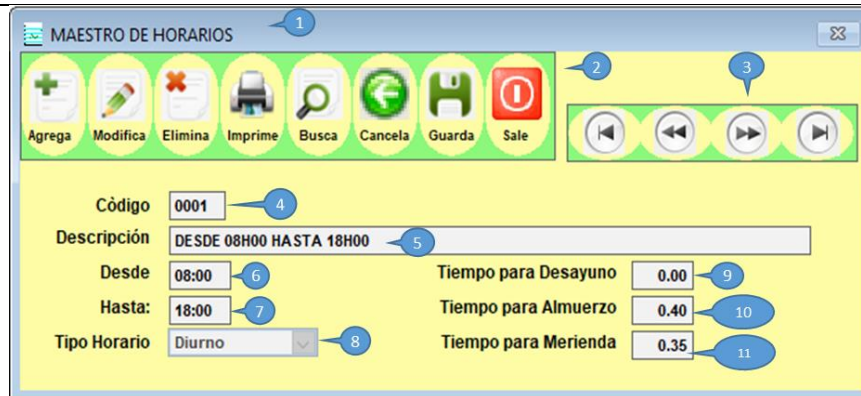 MAESTRO DE HORARIOS 1
Agrega Modifica Elimina Imprime Busca Cancela Guarda Sale 2
3
Còdigo 0001 4
Descripción DESDE 08H00 HASTA 18H00 5
Desde 08:00 6 Tiempo para Desayuno 0.00 9
Hasta: 18:00 7 Tiempo para Almuerzo 0.40 10
Tipo Horario Diurno 8 Tiempo para Merienda 0.35 11